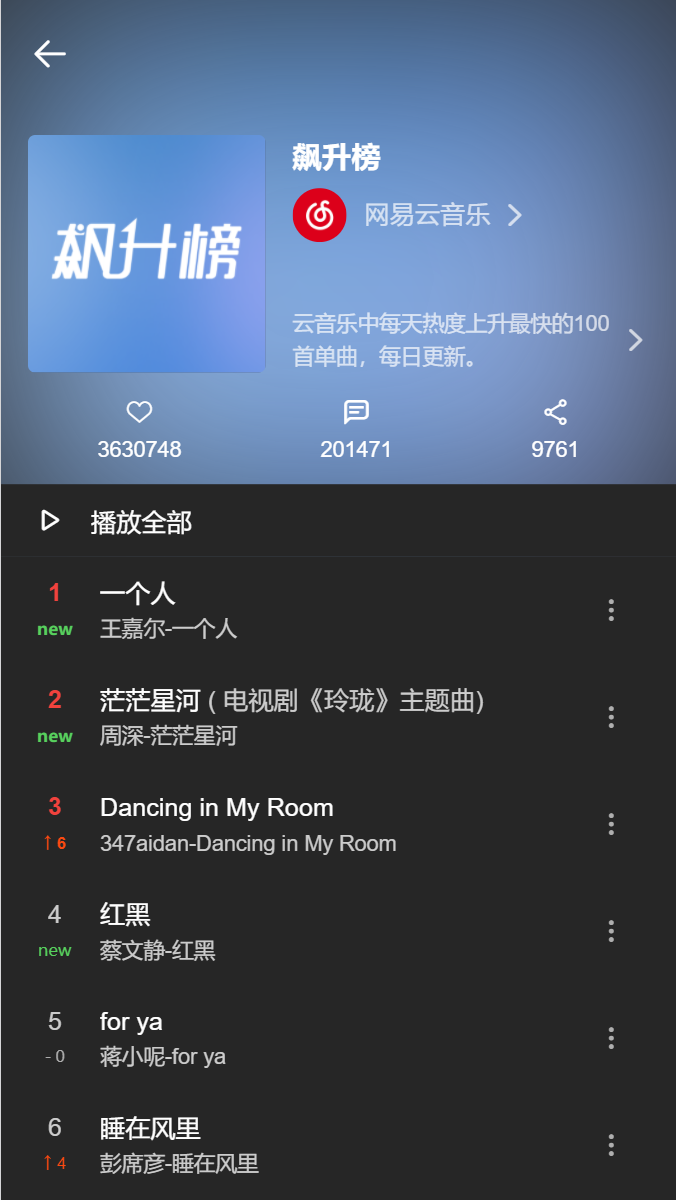 飙升榜
飙升榜
网易云音乐
云音乐中每天热度上升最快的100
首单曲，每日更新。
3630748 201471 9761
播放全部
1 一个人
new 王嘉尔-一个人
2 茫茫星河 ( 电视剧《玲珑》主题曲)
new 周深-茫茫星河
3 Dancing in My Room
↑ 6 347aidan-Dancing in My Room
4 红黑
new 蔡文静-红黑
5 for ya
- 0 蒋小呢-for ya
6 睡在风里
↑ 4 彭席彦-睡在风里